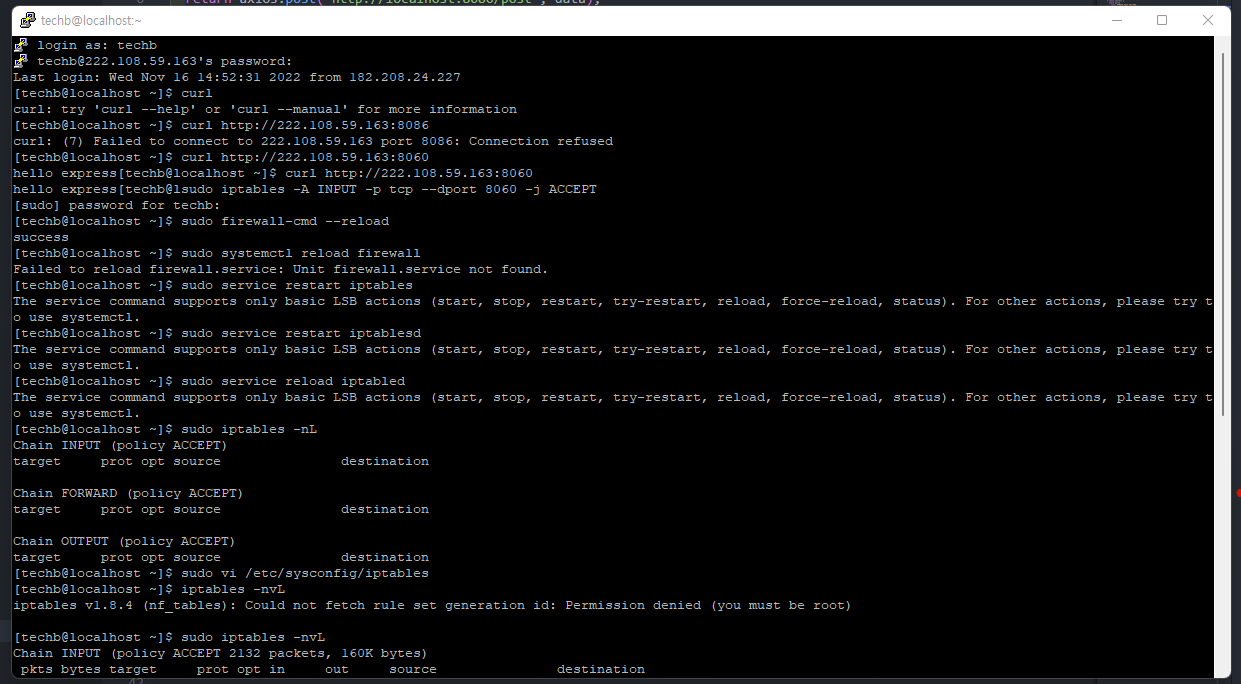 return axios.post("http://localhost:8080/post", data);
techb@localhost:~
login as: techb
techb@222.108.59.163's password:
Last login: Wed Nov 16 14:52:31 2022 from 182.208.24.227
[techb@localhost ~]$ curl
curl: try 'curl --help' or 'curl --manual' for more information
[techb@localhost ~]$ curl http://222.108.59.163:8086
curl: (7) Failed to connect to 222.108.59.163 port 8086: Connection refused
[techb@localhost ~]$ curl http://222.108.59.163:8060
hello express[techb@localhost ~]$ curl http://222.108.59.163:8060
hello express[techb@lsudo iptables -A INPUT -p tcp --dport 8060 -j ACCEPT
[sudo] password for techb:
[techb@localhost ~]$ sudo firewall-cmd --reload
success
[techb@localhost ~]$ sudo systemctl reload firewall
Failed to reload firewall.service: Unit firewall.service not found.
[techb@localhost ~]$ sudo service restart iptables
The service command supports only basic LSB actions (start, stop, restart, try-restart, reload, force-reload, status). For other actions, please try t
o use systemctl.
[techb@localhost ~]$ sudo service restart iptablesd
The service command supports only basic LSB actions (start, stop, restart, try-restart, reload, force-reload, status). For other actions, please try t
o use systemctl.
[techb@localhost ~]$ sudo service reload iptabled
The service command supports only basic LSB actions (start, stop, restart, try-restart, reload, force-reload, status). For other actions, please try t
o use systemctl.
[techb@localhost ~]$ sudo iptables -nL
Chain INPUT (policy ACCEPT)
target     prot opt source               destination
Chain FORWARD (policy ACCEPT)
target     prot opt source               destination
Chain OUTPUT (policy ACCEPT)
target     prot opt source               destination
[techb@localhost ~]$ sudo vi /etc/sysconfig/iptables
[techb@localhost ~]$ iptables -nvL
iptables v1.8.4 (nf_tables): Could not fetch rule set generation id: Permission denied (you must be root)
[techb@localhost ~]$ sudo iptables -nvL
Chain INPUT (policy ACCEPT 2132 packets, 160K bytes)
pkts bytes target     prot opt in     out     source               destination